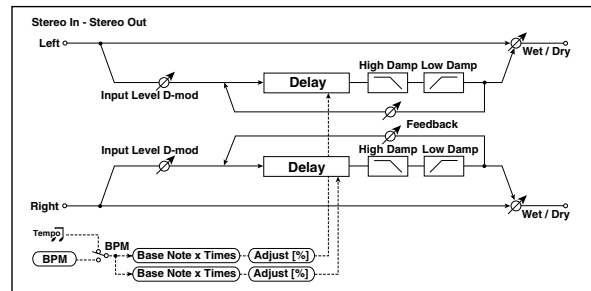 Stereo In - Stereo Out
Left
Wet / Dry
High Damp Low Damp
Delay
Input Level D-mod
Feedback
Input Level D-mod
High Damp Low Damp
Delay
Right
Wet / Dry
Tempo
BPM
BPM
Base Note x Times Adjust [%]
Base Note x Times Adjust [%]